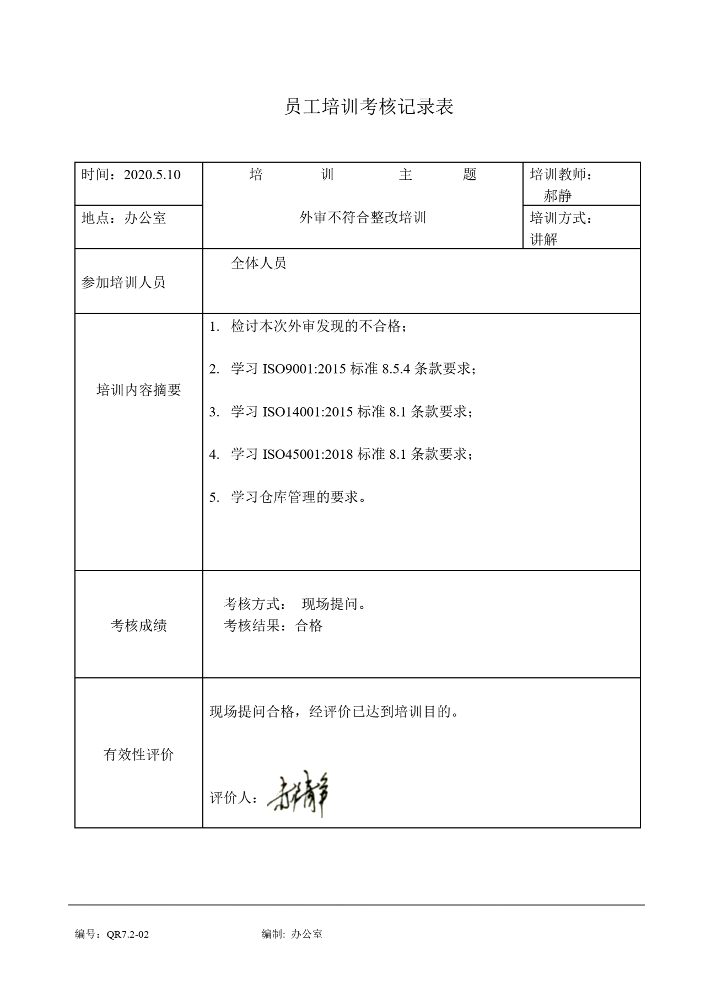 员工培训考核记录表
时间：2020.5.10
培 训 主 题
培训教师：
郝静
地点：办公室
外审不符合整改培训
培训方式：
讲解
参加培训人员
全体人员
培训内容摘要
1. 检讨本次外审发现的不合格；
2. 学习 ISO9001:2015 标准 8.5.4 条款要求；
3. 学习 ISO14001:2015 标准 8.1 条款要求；
4. 学习 ISO45001:2018 标准 8.1 条款要求；
5. 学习仓库管理的要求。
考核成绩
考核方式： 现场提问。
考核结果：合格
有效性评价
现场提问合格，经评价已达到培训目的。
评价人：郝静
编号：QR7.2-02 编制: 办公室